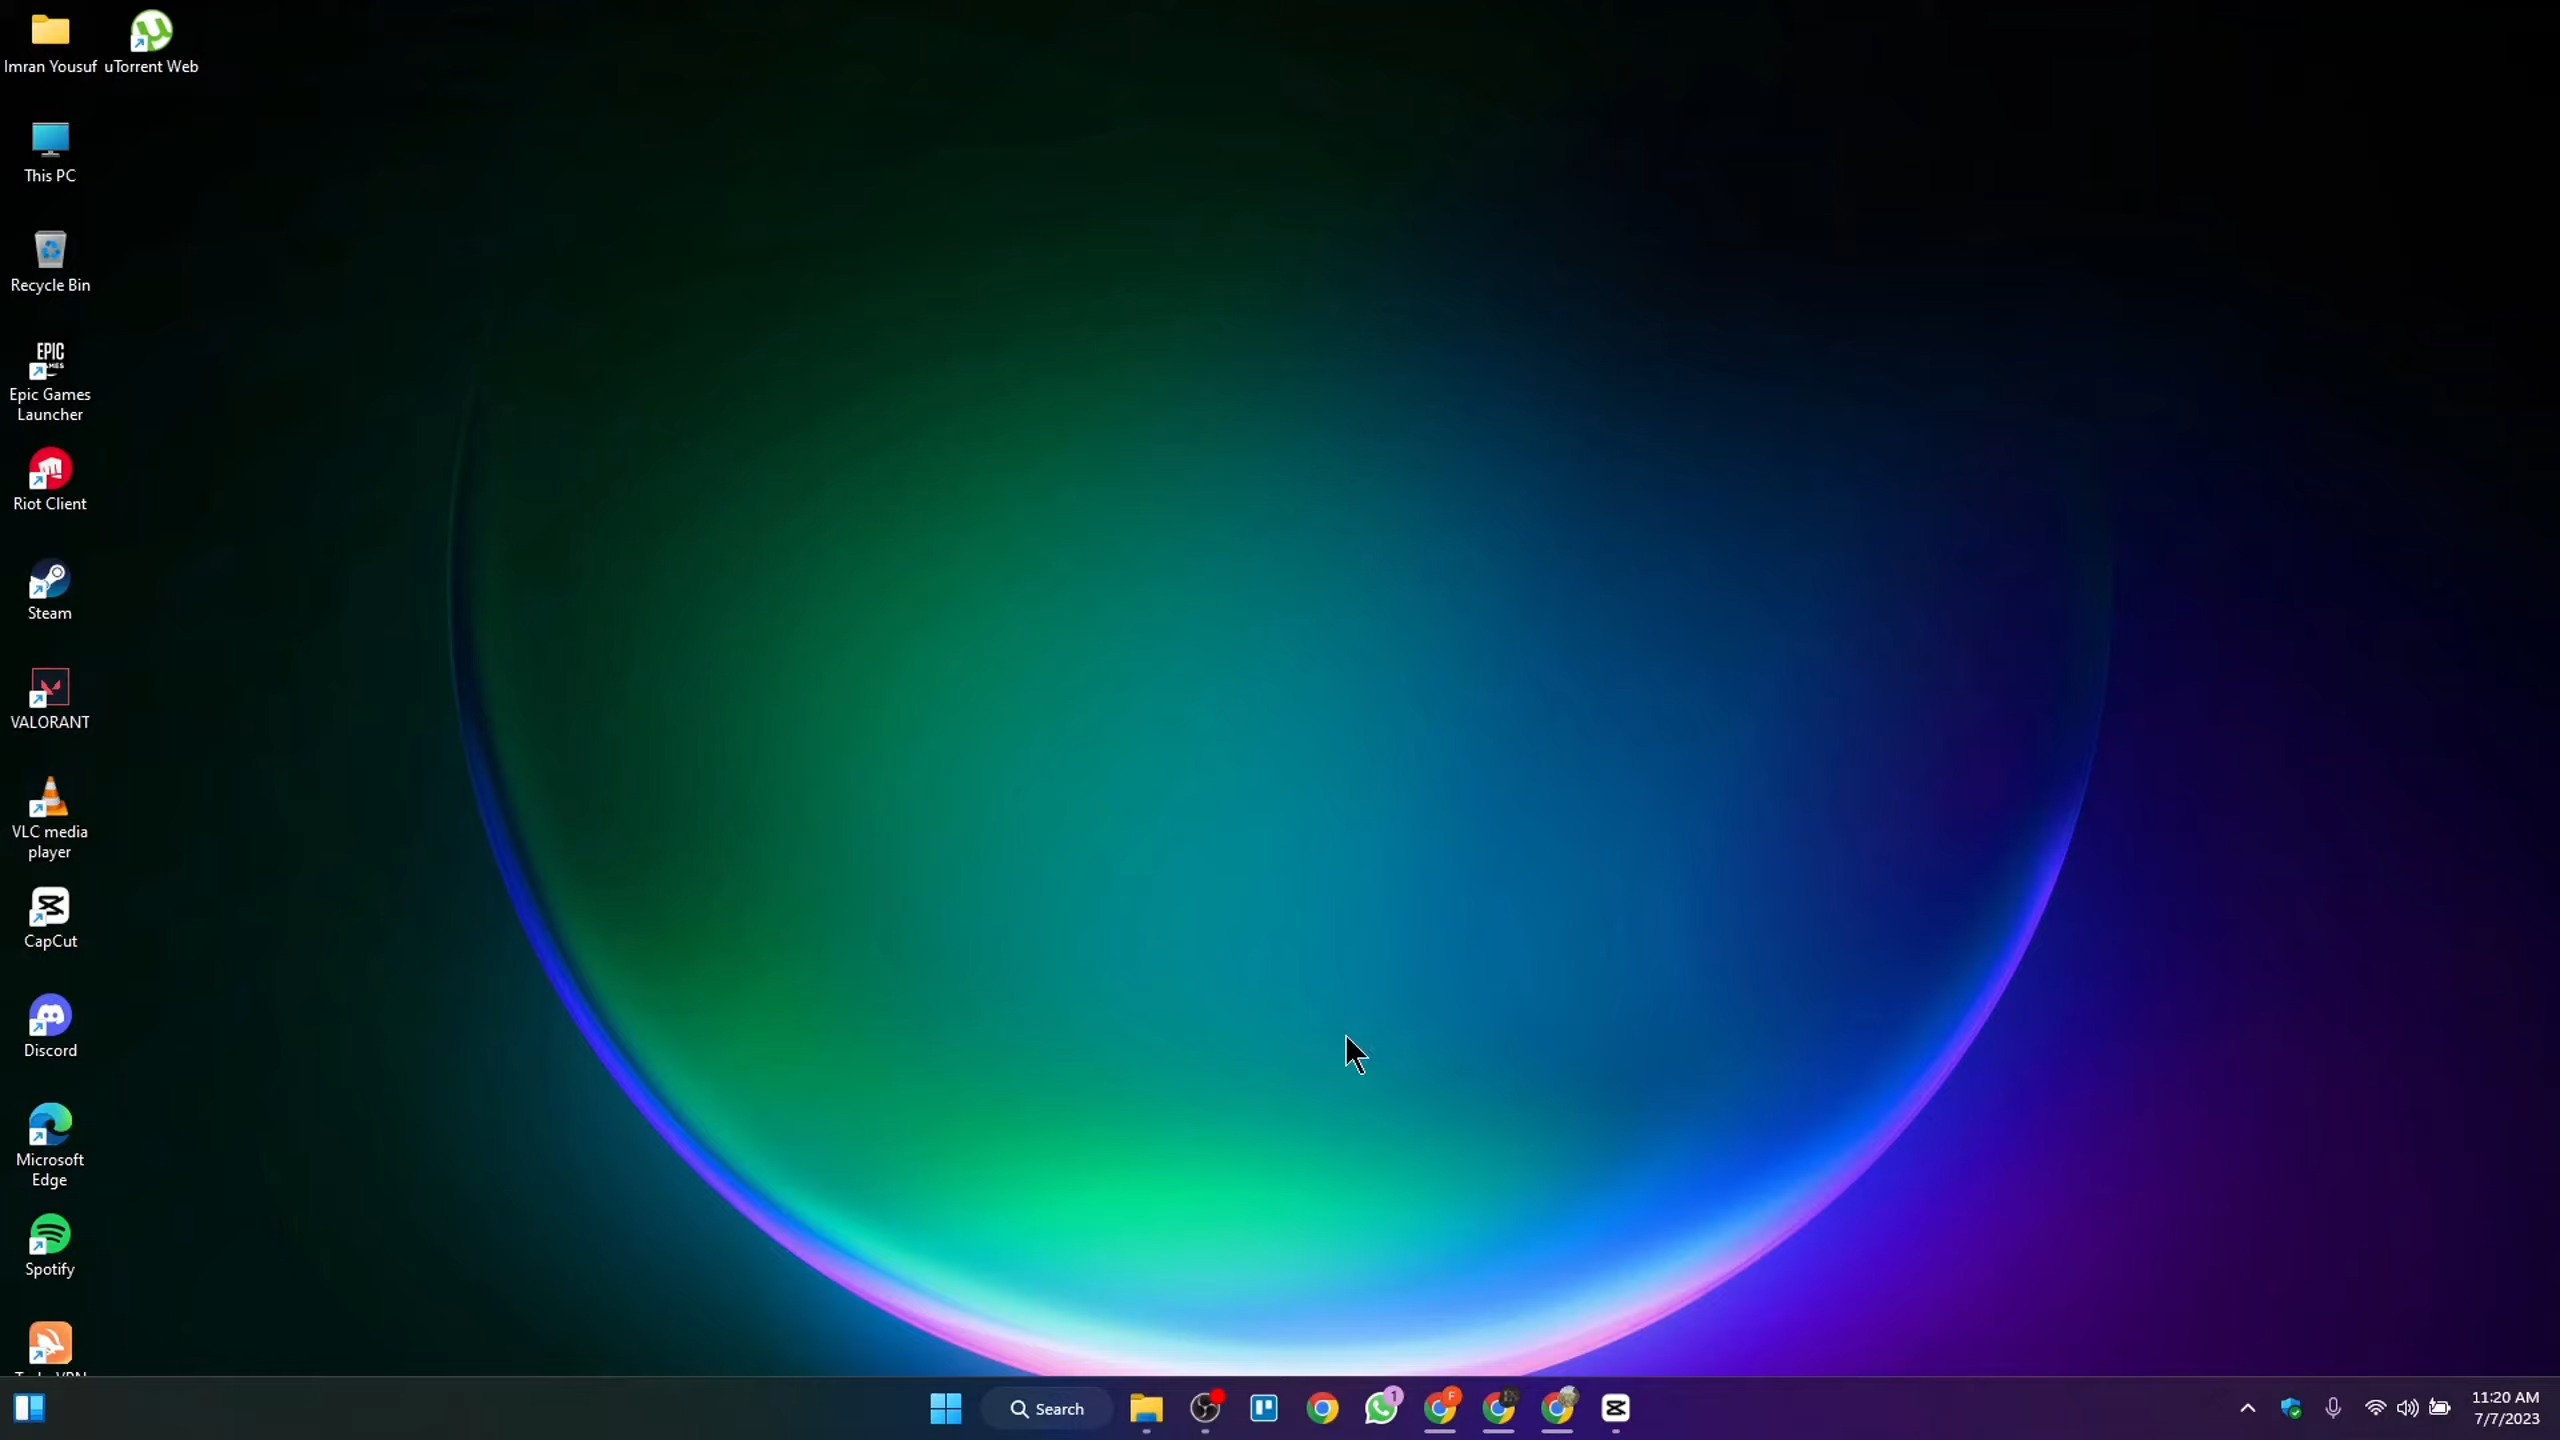 Imran Yousuf
uTorrent Web
This PC
Recycle Bin
EPIC
Epic Games
Launcher
Riot Client
Steam
VALORANT
VLC media
player
CapCut
Discord
Microsoft
Edge
Spotify
Search
1
F
11:20 AM
7/7/2023